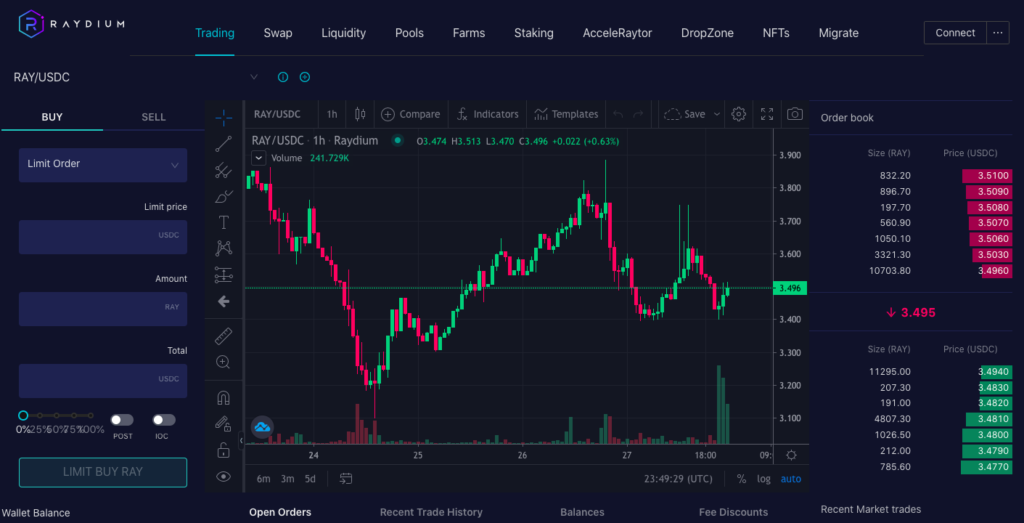 RAYDIUM
Trading Swap Liquidity Pools Farms Staking AcceleRaytor DropZone NFTs Migrate Connect ...
RAY/USDC
BUY SELL
Limit Order
Limit price
USDC
Amount
RAY
Total
USDC
0% 25% 50% 75% 100%
POST IOC
LIMIT BUY RAY
Wallet Balance
RAY/USDC 1h Compare Indicators Templates Save
RAY/USDC · 1h · Raydium O3.474 H3.513 L3.470 C3.496 +0.022 (+0.63%)
Volume 241.729K
3.900
3.800
3.700
3.600
3.496
3.400
3.300
3.200
3.100
24 25 26 27 18:00 09:
6m 3m 5d 23:49:29 (UTC) % log auto
Open Orders Recent Trade History Balances Fee Discounts
Order book
Size (RAY) Price (USDC)
832.20 3.5100
896.70 3.5090
197.70 3.5080
560.90 3.5070
1050.10 3.5060
3321.30 3.5030
10703.80 3.4960
↓ 3.495
Size (RAY) Price (USDC)
11295.00 3.4940
207.30 3.4830
191.00 3.4820
4807.30 3.4810
1026.50 3.4800
212.00 3.4790
785.60 3.4770
Recent Market trades